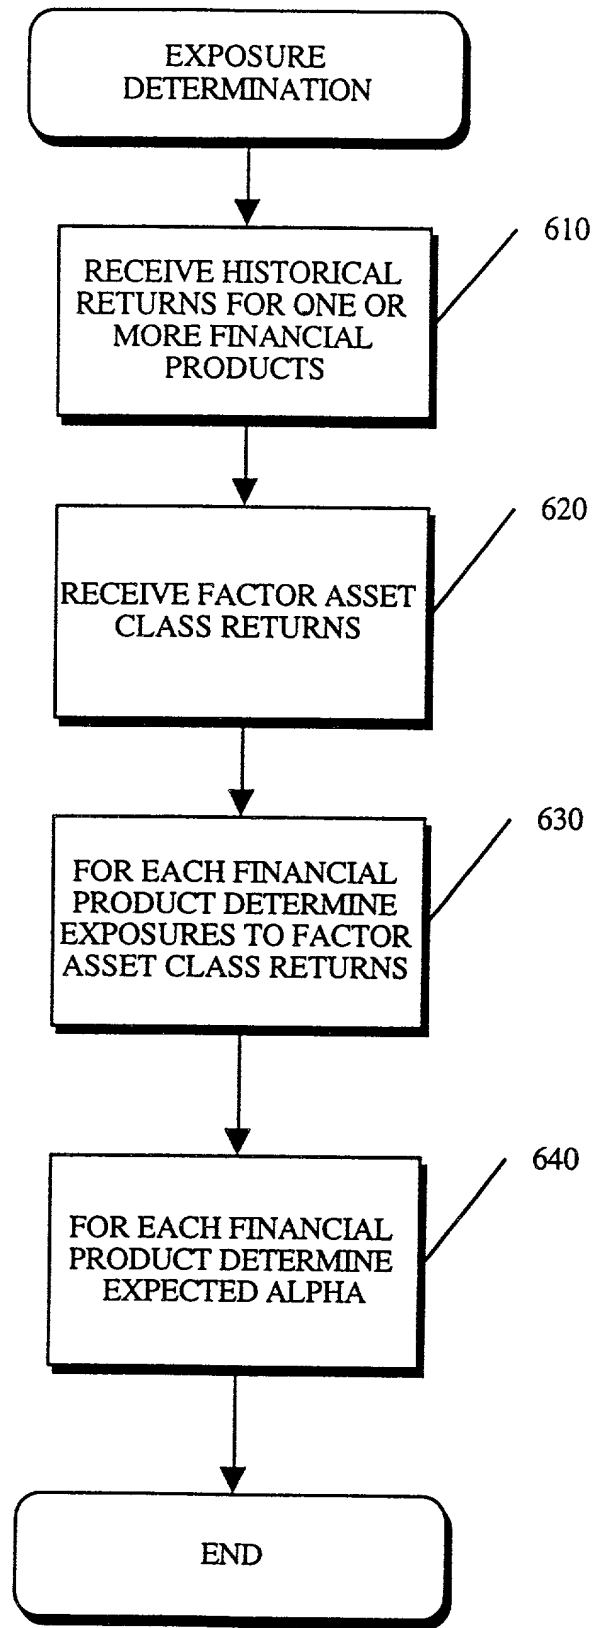 EXPOSURE
DETERMINATION
610
RECEIVE HISTORICAL
RETURNS FOR ONE OR
MORE FINANCIAL
PRODUCTS
620
RECEIVE FACTOR ASSET
CLASS RETURNS
630
FOR EACH FINANCIAL
PRODUCT DETERMINE
EXPOSURES TO FACTOR
ASSET CLASS RETURNS
640
FOR EACH FINANCIAL
PRODUCT DETERMINE
EXPECTED ALPHA
END